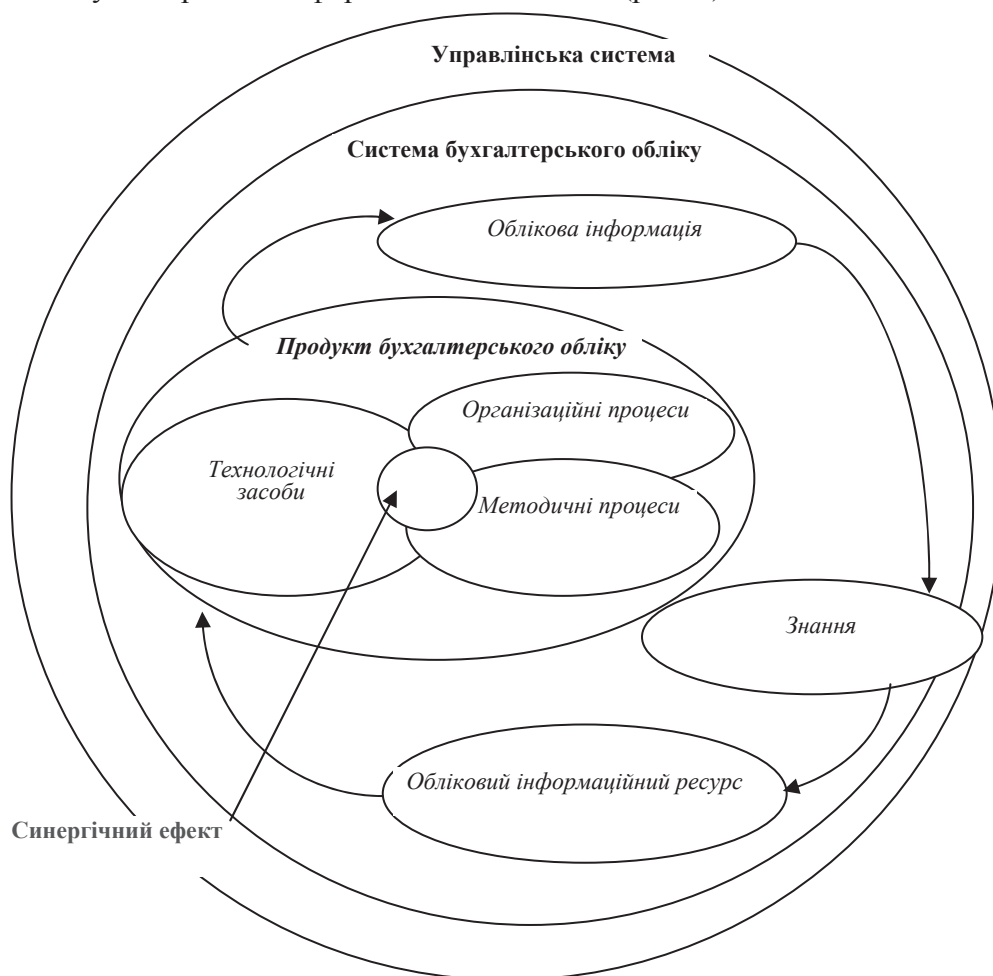 Управлінська система
Система бухгалтерського обліку
Облікова інформація
Продукт бухгалтерського обліку
Організаційні процеси
Технологічні
засоби
Методичні процеси
Знання
Обліковий інформаційний ресурс
Синергічний ефект